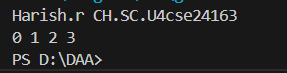 Harish.r CH.SC.U4cse24163
0 1 2 3
PS D:\DAA>